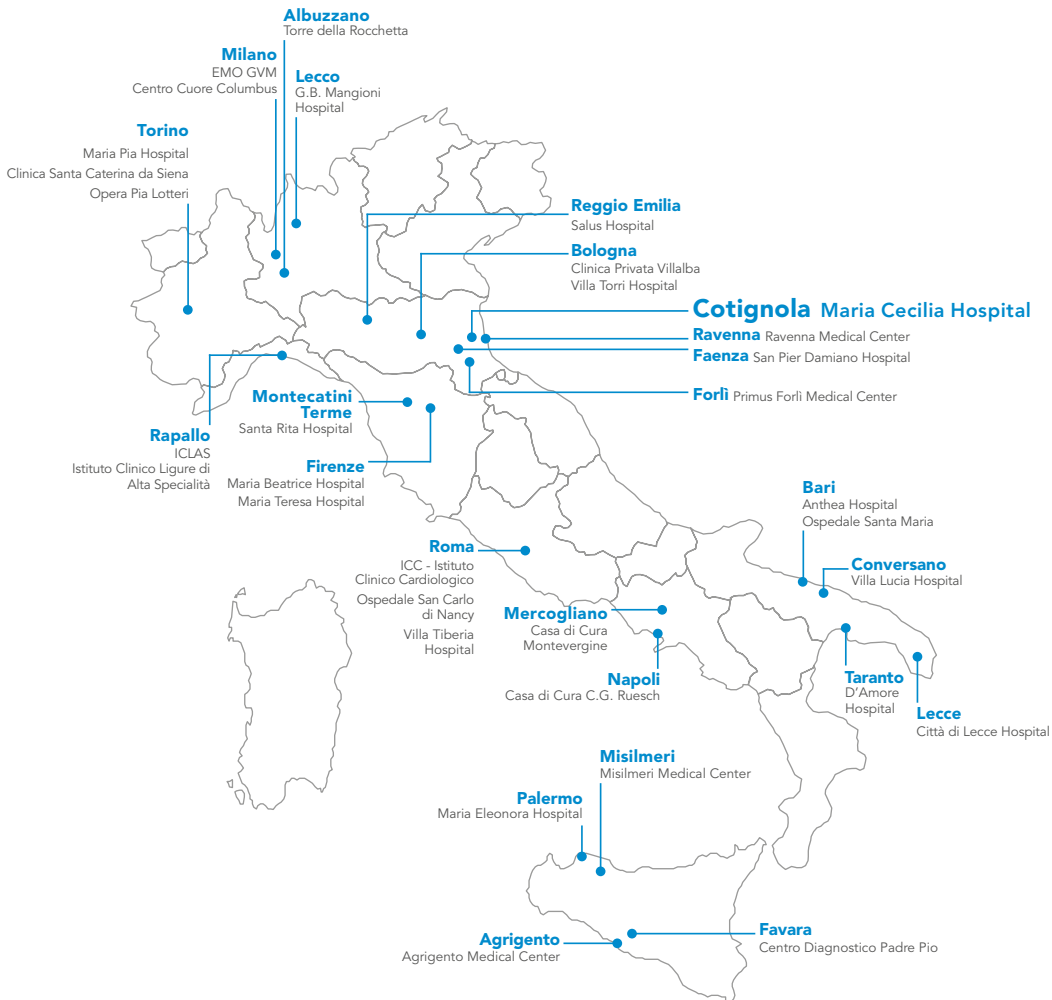 Albuzzano
Torre della Rocchetta
Milano
EMO GVM
Centro Cuore Columbus
Lecco
G.B. Mangioni
Hospital
Torino
Maria Pia Hospital
Clinica Santa Caterina da Siena
Opera Pia Lotteri
Reggio Emilia
Salus Hospital
Bologna
Clinica Privata Villalba
Villa Torri Hospital
Cotignola Maria Cecilia Hospital
Ravenna Ravenna Medical Center
Faenza San Pier Damiano Hospital
Forlì Primus Forlì Medical Center
Montecatini
Terme
Santa Rita Hospital
Rapallo
ICLAS
Istituto Clinico Ligure di
Alta Specialità
Firenze
Maria Beatrice Hospital
Maria Teresa Hospital
Bari
Anthea Hospital
Ospedale Santa Maria
Roma
ICC - Istituto
Clinico Cardiologico
Ospedale San Carlo
di Nancy
Villa Tiberia
Hospital
Conversano
Villa Lucia Hospital
Mercogliano
Casa di Cura
Montevergine
Napoli
Casa di Cura C.G. Ruesch
Taranto
D'Amore
Hospital
Lecce
Città di Lecce Hospital
Misilmeri
Misilmeri Medical Center
Palermo
Maria Eleonora Hospital
Agrigento
Agrigento Medical Center
Favara
Centro Diagnostico Padre Pio